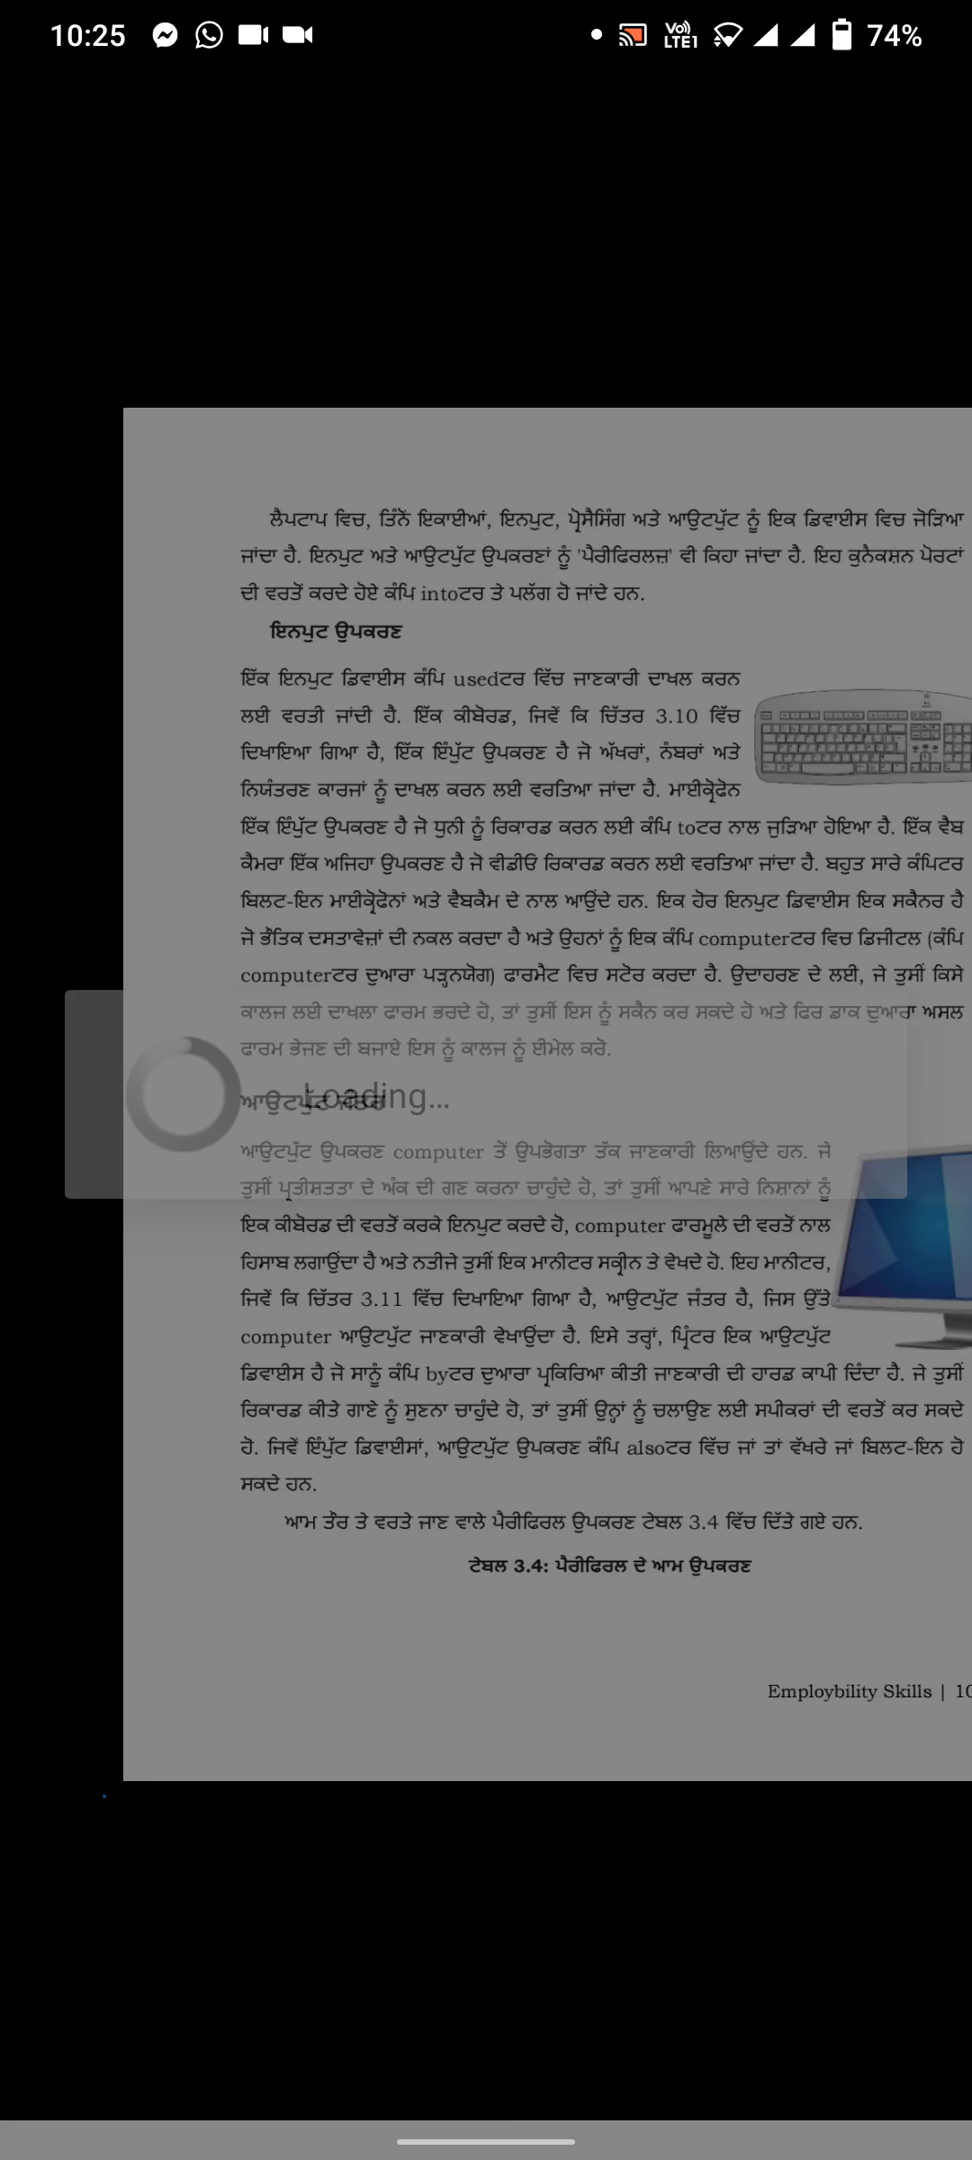 10:25
VoLTE1
74%
ਲੈਪਟਾਪ ਵਿਚ, ਤਿੰਨੋਂ ਇਕਾਈਆਂ, ਇਨਪੁਟ, ਪ੍ਰੋਸੈਸਿੰਗ ਅਤੇ ਆਉਟਪੁੱਟ ਨੂੰ ਇਕ ਡਿਵਾਈਸ ਵਿਚ ਜੋੜਿਆ
ਜਾਂਦਾ ਹੈ. ਇਨਪੁਟ ਅਤੇ ਆਉਟਪੁੱਟ ਉਪਕਰਣਾਂ ਨੂੰ 'ਪੈਰੀਫਿਰਲਜ਼' ਵੀ ਕਿਹਾ ਜਾਂਦਾ ਹੈ. ਇਹ ਕੁਨੈਕਸ਼ਨ ਪੋਰਟਾਂ
ਦੀ ਵਰਤੋਂ ਕਰਦੇ ਹੋਏ ਕੰਪਿ intoਟਰ ਤੇ ਪਲੱਗ ਹੋ ਜਾਂਦੇ ਹਨ.
ਇਨਪੁਟ ਉਪਕਰਣ
ਇੱਕ ਇਨਪੁਟ ਡਿਵਾਈਸ ਕੰਪਿ usedਟਰ ਵਿੱਚ ਜਾਣਕਾਰੀ ਦਾਖਲ ਕਰਨ
ਲਈ ਵਰਤੀ ਜਾਂਦੀ ਹੈ. ਇੱਕ ਕੀਬੋਰਡ, ਜਿਵੇਂ ਕਿ ਚਿੱਤਰ 3.10 ਵਿੱਚ
ਦਿਖਾਇਆ ਗਿਆ ਹੈ, ਇੱਕ ਇੰਪੁੱਟ ਉਪਕਰਣ ਹੈ ਜੋ ਅੱਖਰਾਂ, ਨੰਬਰਾਂ ਅਤੇ
ਨਿਯੰਤਰਣ ਕਾਰਜਾਂ ਨੂੰ ਦਾਖਲ ਕਰਨ ਲਈ ਵਰਤਿਆ ਜਾਂਦਾ ਹੈ. ਮਾਈਕ੍ਰੋਫੋਨ
ਇੱਕ ਇੰਪੁੱਟ ਉਪਕਰਣ ਹੈ ਜੋ ਧੁਨੀ ਨੂੰ ਰਿਕਾਰਡ ਕਰਨ ਲਈ ਕੰਪਿ toਟਰ ਨਾਲ ਜੁੜਿਆ ਹੋਇਆ ਹੈ. ਇੱਕ ਵੈਬ
ਕੈਮਰਾ ਇੱਕ ਅਜਿਹਾ ਉਪਕਰਣ ਹੈ ਜੋ ਵੀਡੀਓ ਰਿਕਾਰਡ ਕਰਨ ਲਈ ਵਰਤਿਆ ਜਾਂਦਾ ਹੈ. ਬਹੁਤ ਸਾਰੇ ਕੰਪਿਟਰ
ਬਿਲਟ-ਇਨ ਮਾਈਕ੍ਰੋਫੋਨਾਂ ਅਤੇ ਵੈਬਕੈਮ ਦੇ ਨਾਲ ਆਉਂਦੇ ਹਨ. ਇਕ ਹੋਰ ਇਨਪੁਟ ਡਿਵਾਈਸ ਇਕ ਸਕੈਨਰ ਹੈ
ਜੋ ਭੌਤਿਕ ਦਸਤਾਵੇਜ਼ਾਂ ਦੀ ਨਕਲ ਕਰਦਾ ਹੈ ਅਤੇ ਉਹਨਾਂ ਨੂੰ ਇਕ ਕੰਪਿ computerਟਰ ਵਿਚ ਡਿਜੀਟਲ (ਕੰਪਿ
computerਟਰ ਦੁਆਰਾ ਪੜ੍ਹਨਯੋਗ) ਫਾਰਮੈਟ ਵਿਚ ਸਟੋਰ ਕਰਦਾ ਹੈ. ਉਦਾਹਰਣ ਦੇ ਲਈ, ਜੇ ਤੁਸੀਂ ਕਿਸੇ
ਕਾਲਜ ਲਈ ਦਾਖਲਾ ਫਾਰਮ ਭਰਦੇ ਹੋ, ਤਾਂ ਤੁਸੀਂ ਇਸ ਨੂੰ ਸਕੈਨ ਕਰ ਸਕਦੇ ਹੋ ਅਤੇ ਫਿਰ ਡਾਕ ਦੁਆਰਾ ਅਸਲ
ਫਾਰਮ ਭੇਜਣ ਦੀ ਬਜਾਏ ਇਸ ਨੂੰ ਕਾਲਜ ਨੂੰ ਈਮੇਲ ਕਰੋ.
ਆਉਟਪੁੱਟ
Loading...
ਆਉਟਪੁੱਟ ਉਪਕਰਣ computer ਤੋਂ ਉਪਭੋਗਤਾ ਤੱਕ ਜਾਣਕਾਰੀ ਲਿਆਉਂਦੇ ਹਨ. ਜੇ
ਤੁਸੀਂ ਪ੍ਰਤੀਸ਼ਤਤਾ ਦੇ ਅੰਕ ਦੀ ਗਣ ਕਰਨਾ ਚਾਹੁੰਦੇ ਹੋ, ਤਾਂ ਤੁਸੀਂ ਆਪਣੇ ਸਾਰੇ ਨਿਸ਼ਾਨਾਂ ਨੂੰ
ਇਕ ਕੀਬੋਰਡ ਦੀ ਵਰਤੋਂ ਕਰਕੇ ਇਨਪੁਟ ਕਰਦੇ ਹੋ, computer ਫਾਰਮੂਲੇ ਦੀ ਵਰਤੋਂ ਨਾਲ
ਹਿਸਾਬ ਲਗਾਉਂਦਾ ਹੈ ਅਤੇ ਨਤੀਜੇ ਤੁਸੀਂ ਇਕ ਮਾਨੀਟਰ ਸਕ੍ਰੀਨ ਤੇ ਵੇਖਦੇ ਹੋ. ਇਹ ਮਾਨੀਟਰ,
ਜਿਵੇਂ ਕਿ ਚਿੱਤਰ 3.11 ਵਿੱਚ ਦਿਖਾਇਆ ਗਿਆ ਹੈ, ਆਉਟਪੁੱਟ ਜੰਤਰ ਹੈ, ਜਿਸ ਉੱਤੇ
computer ਆਉਟਪੁੱਟ ਜਾਣਕਾਰੀ ਵੇਖਾਉਂਦਾ ਹੈ. ਇਸੇ ਤਰ੍ਹਾਂ, ਪ੍ਰਿੰਟਰ ਇਕ ਆਉਟਪੁੱਟ
ਡਿਵਾਈਸ ਹੈ ਜੋ ਸਾਨੂੰ ਕੰਪਿ byਟਰ ਦੁਆਰਾ ਪ੍ਰਕਿਰਿਆ ਕੀਤੀ ਜਾਣਕਾਰੀ ਦੀ ਹਾਰਡ ਕਾਪੀ ਦਿੰਦਾ ਹੈ. ਜੇ ਤੁਸੀਂ
ਰਿਕਾਰਡ ਕੀਤੇ ਗਾਣੇ ਨੂੰ ਸੁਣਨਾ ਚਾਹੁੰਦੇ ਹੋ, ਤਾਂ ਤੁਸੀਂ ਉਨ੍ਹਾਂ ਨੂੰ ਚਲਾਉਣ ਲਈ ਸਪੀਕਰਾਂ ਦੀ ਵਰਤੋਂ ਕਰ ਸਕਦੇ
ਹੋ. ਜਿਵੇਂ ਇੰਪੁੱਟ ਡਿਵਾਈਸਾਂ, ਆਉਟਪੁੱਟ ਉਪਕਰਣ ਕੰਪਿ alsoਟਰ ਵਿੱਚ ਜਾਂ ਤਾਂ ਵੱਖਰੇ ਜਾਂ ਬਿਲਟ-ਇਨ ਹੋ
ਸਕਦੇ ਹਨ.
ਆਮ ਤੌਰ ਤੇ ਵਰਤੇ ਜਾਣ ਵਾਲੇ ਪੈਰੀਫਿਰਲ ਉਪਕਰਣ ਟੇਬਲ 3.4 ਵਿੱਚ ਦਿੱਤੇ ਗਏ ਹਨ.
ਟੇਬਲ 3.4: ਪੈਰੀਫਿਰਲ ਦੇ ਆਮ ਉਪਕਰਣ
Employbility Skills | 10